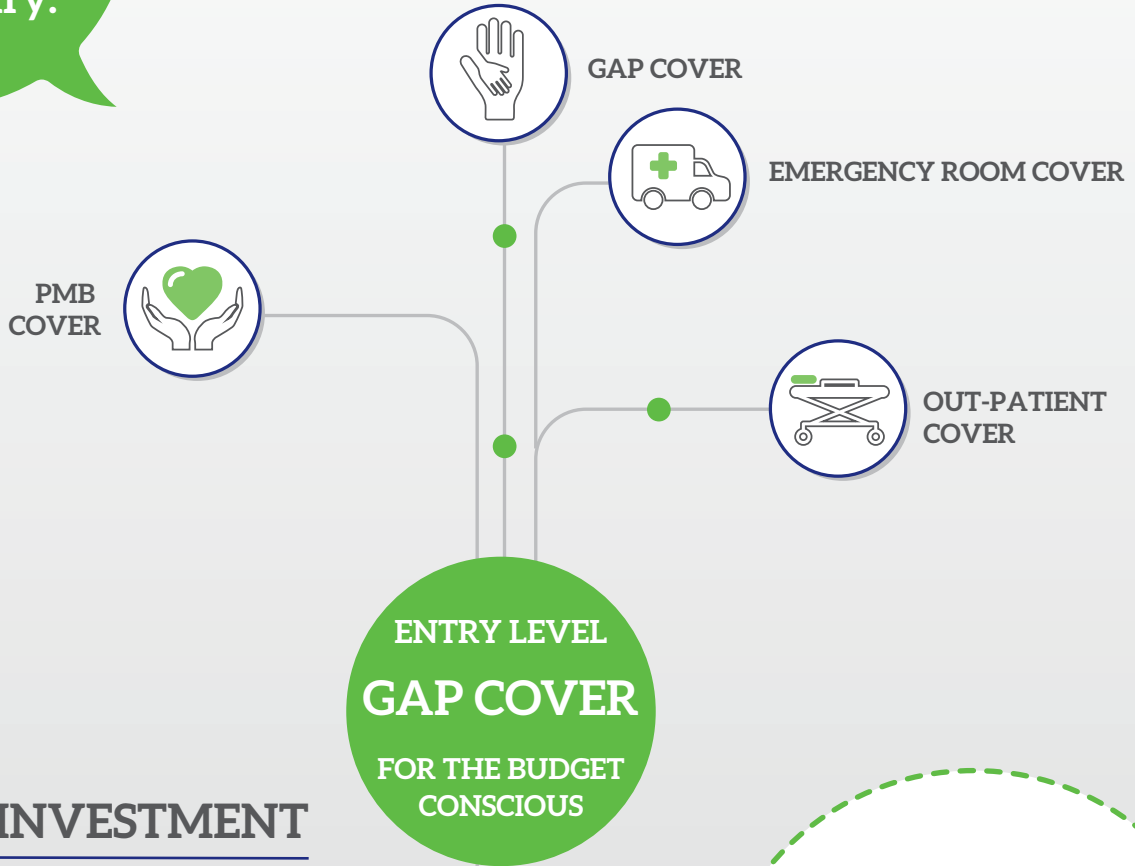 GAP COVER
EMERGENCY ROOM COVER
PMB
COVER
OUT-PATIENT
COVER
ENTRY LEVEL
GAP COVER
FOR THE BUDGET
CONSCIOUS
INVESTMENT